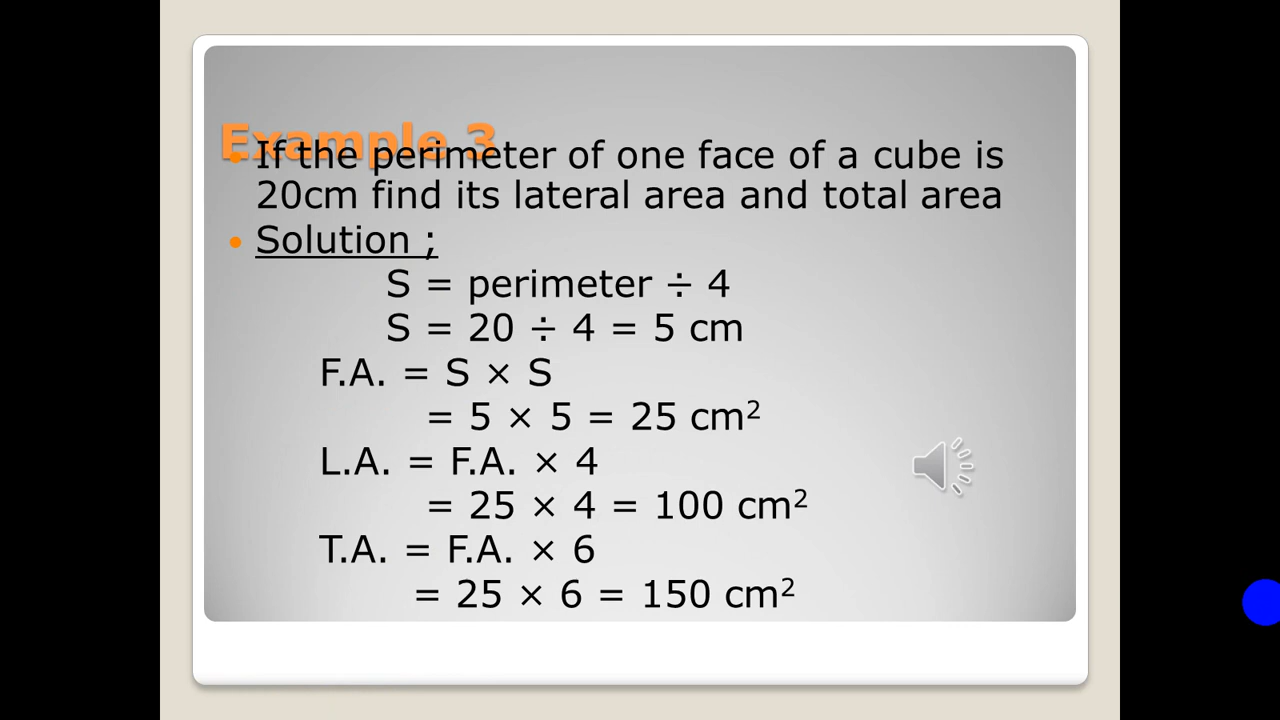 Example 3
If the perimeter of one face of a cube is
20cm find its lateral area and total area
Solution ;
S = perimeter ÷ 4
S = 20 ÷ 4 = 5 cm
F.A. = S × S
= 5 × 5 = 25 cm²
L.A. = F.A. × 4
= 25 × 4 = 100 cm²
T.A. = F.A. × 6
= 25 × 6 = 150 cm²